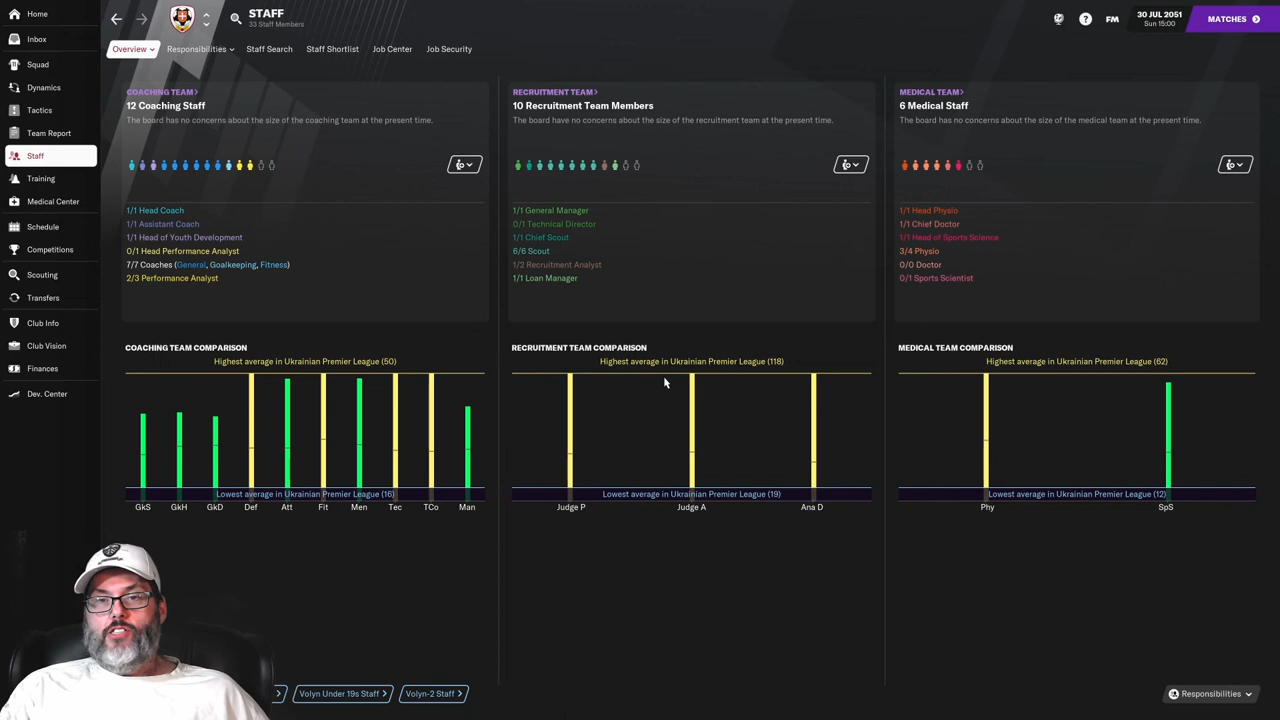 Home
Inbox
Squad
Dynamics
Tactics
Team Report
Staff
Training
Medical Center
Schedule
Competitions
Scouting
Transfers
Club Info
Club Vision
Finances
Dev. Center
STAFF
33 Staff Members
FM
30 JUL 2051
Sun 15:00
MATCHES
Overview
Responsibilities
Staff Search
Staff Shortlist
Job Center
Job Security
COACHING TEAM
12 Coaching Staff
The board has no concerns about the size of the coaching team at the present time.
1/1 Head Coach
1/1 Assistant Coach
1/1 Head of Youth Development
0/1 Head Performance Analyst
7/7 Coaches (General, Goalkeeping, Fitness)
2/3 Performance Analyst
RECRUITMENT TEAM
10 Recruitment Team Members
The board have no concerns about the size of the recruitment team at the present time.
1/1 General Manager
0/1 Technical Director
1/1 Chief Scout
6/6 Scout
1/2 Recruitment Analyst
1/1 Loan Manager
MEDICAL TEAM
6 Medical Staff
The board has no concerns about the size of the medical team at the present time.
1/1 Head Physio
1/1 Chief Doctor
1/1 Head of Sports Science
3/4 Physio
0/0 Doctor
0/1 Sports Scientist
COACHING TEAM COMPARISON
Highest average in Ukrainian Premier League (50)
Lowest average in Ukrainian Premier League (16)
GkS GkH GkD Def Att Fit Men Tec TCo Man
RECRUITMENT TEAM COMPARISON
Highest average in Ukrainian Premier League (118)
Lowest average in Ukrainian Premier League (19)
Judge P Judge A Ana D
MEDICAL TEAM COMPARISON
Highest average in Ukrainian Premier League (62)
Lowest average in Ukrainian Premier League (12)
Phy SpS
Volyn Under 19s Staff
Volyn-2 Staff
Responsibilities